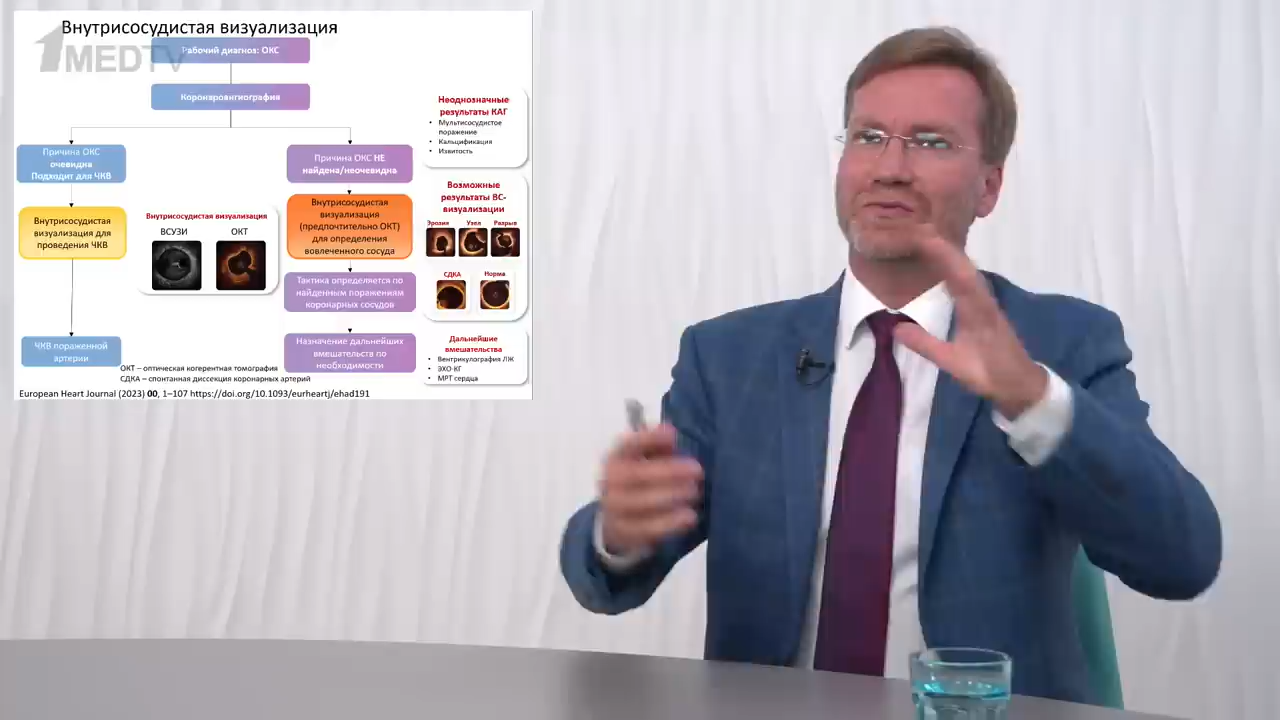 Внутрисосудистая визуализация
1MEDTV
Рабочий диагноз: ОКС
Коронароангиография
Причина ОКС
очевидна
Подходит для ЧКВ
Причина ОКС НЕ
найдена/неочевидна
Неоднозначные
результаты КАГ
• Мультисосудистое
поражение
• Кальцификация
• Извитость
Внутрисосудистая
визуализация для
проведения ЧКВ
Внутрисосудистая визуализация
ВСУЗИ
ОКТ
Внутрисосудистая
визуализация
(предпочтительно ОКТ)
для определения
вовлеченного сосуда
Возможные
результаты ВС-
визуализации
Эрозия
Узел
Разрыв
СДКА
Норма
Тактика определяется по
найденным поражениям
коронарных сосудов
ЧКВ пораженной
артерии
Назначение дальнейших
вмешательств по
необходимости
Дальнейшие
вмешательства
• Вентрикулография ЛЖ
• ЭХО-КГ
• МРТ сердца
ОКТ – оптическая когерентная томография
СДКА – спонтанная диссекция коронарных артерий
European Heart Journal (2023) 00, 1–107 https://doi.org/10.1093/eurheartj/ehad191